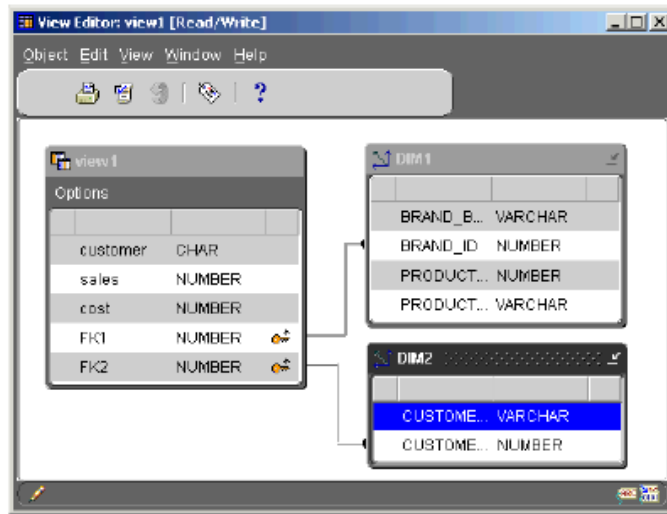 View Editor: view1 [Read/Write]
Object Edit View Window Help
view1
Options
customer CHAR
sales NUMBER
cost NUMBER
FK1 NUMBER
FK2 NUMBER
DIM1
BRAND_B... VARCHAR
BRAND_ID NUMBER
PRODUCT... NUMBER
PRODUCT... VARCHAR
DIM2
CUSTOME... VARCHAR
CUSTOME... NUMBER